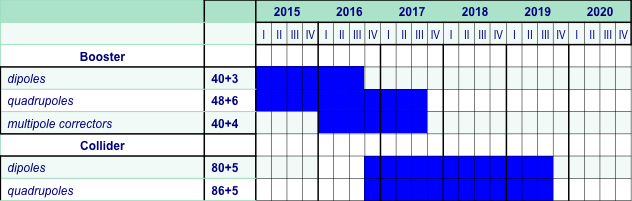 2015 2016 2017 2018 2019 2020
I II III IV I II III IV I II III IV I II III IV I II III IV I II III IV
Booster
dipoles 40+3
quadrupoles 48+6
multipole correctors 40+4
Collider
dipoles 80+5
quadrupoles 86+5